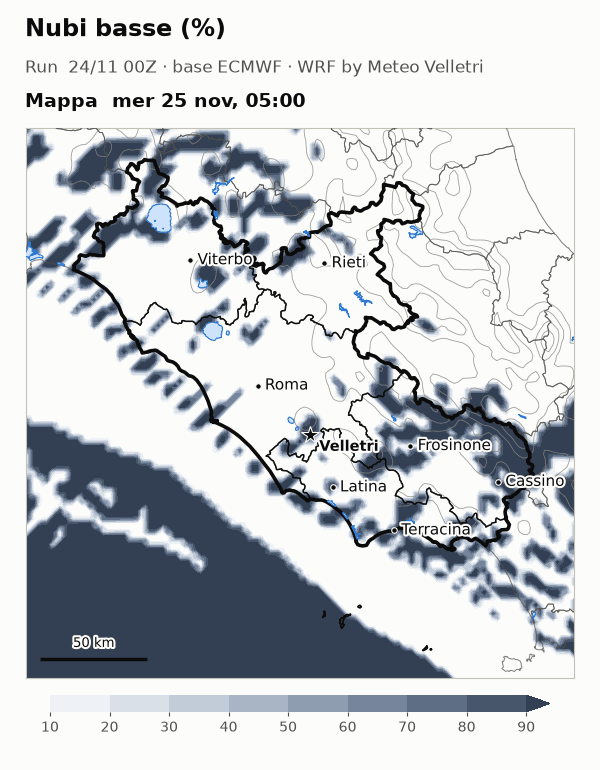 Nubi basse (%)
Run  24/11 00Z · base ECMWF · WRF by Meteo Velletri
Mappa  mer 25 nov, 05:00
Viterbo
Rieti
Roma
Velletri
Frosinone
Latina
Cassino
Terracina
50 km
10 20 30 40 50 60 70 80 90